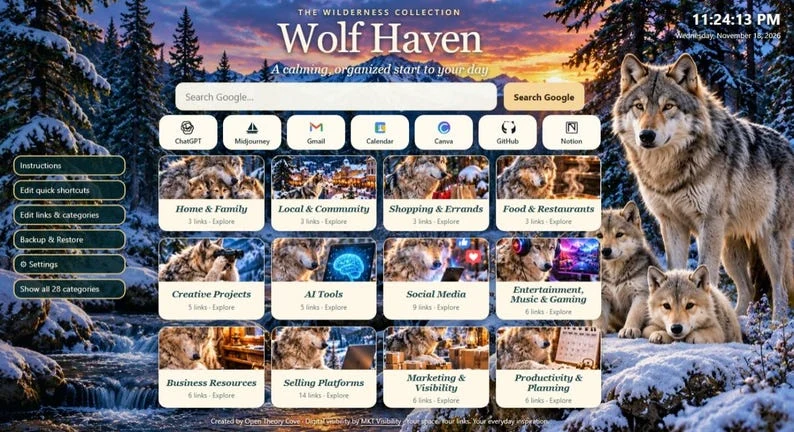 THE WILDERNESS COLLECTION
Wolf Haven
A calming, organized start to your day
11:24:13 PM
Wednesday, November 18, 2026
Search Google...
Search Google
ChatGPT
Midjourney
Gmail
Calendar
Canva
GitHub
Notion
Instructions
Edit quick shortcuts
Edit links & categories
Backup & Restore
⚙ Settings
Show all 28 categories
Home & Family
3 links · Explore
Local & Community
3 links · Explore
Shopping & Errands
3 links · Explore
Food & Restaurants
3 links · Explore
Creative Projects
5 links · Explore
AI Tools
5 links · Explore
Social Media
9 links · Explore
Entertainment,
Music & Gaming
6 links · Explore
Business Resources
6 links · Explore
Selling Platforms
14 links · Explore
Marketing &
Visibility
6 links · Explore
Productivity &
Planning
6 links · Explore
Created by Open Theory Cove · Digital visibility by MKT Visibility · Your space. Your links. Your everyday inspiration.